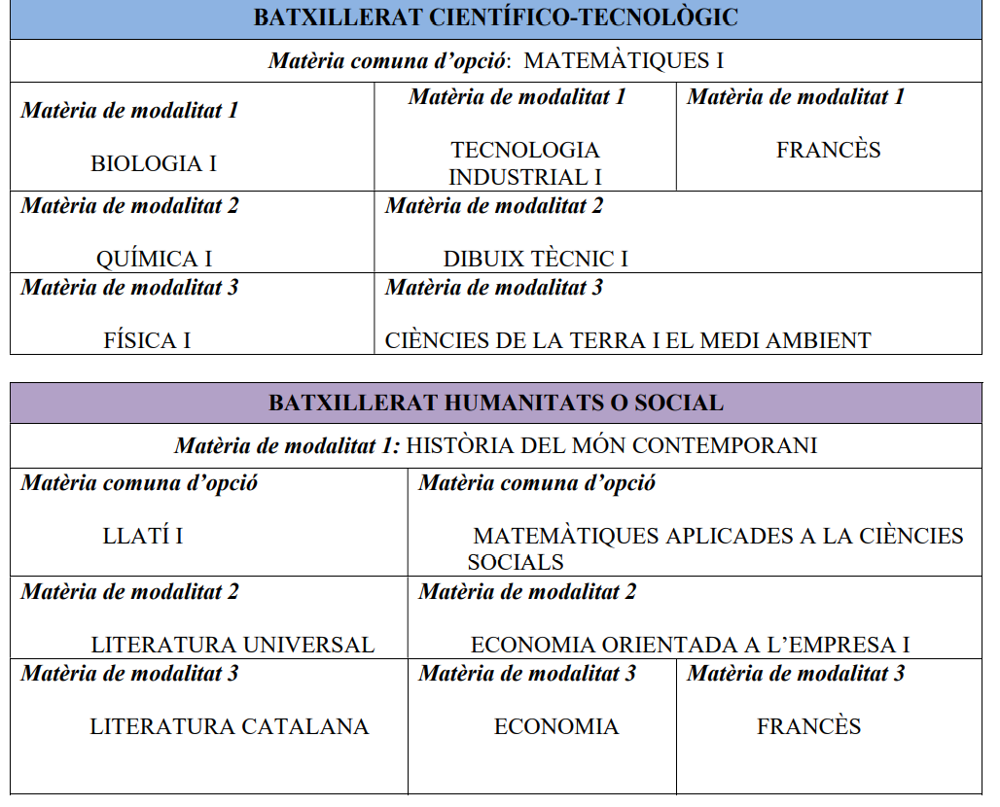 BATXILLERAT CIENTÍFICO-TECNOLÒGIC
Matèria comuna d’opció: MATEMÀTIQUES I
Matèria de modalitat 1
BIOLOGIA I
Matèria de modalitat 1
TECNOLOGIA
INDUSTRIAL I
Matèria de modalitat 1
FRANCÈS
Matèria de modalitat 2
QUÍMICA I
Matèria de modalitat 2
DIBUIX TÈCNIC I
Matèria de modalitat 3
FÍSICA I
Matèria de modalitat 3
CIÈNCIES DE LA TERRA I EL MEDI AMBIENT
BATXILLERAT HUMANITATS O SOCIAL
Matèria de modalitat 1: HISTÒRIA DEL MÓN CONTEMPORANI
Matèria comuna d’opció
LLATÍ I
Matèria comuna d’opció
MATEMÀTIQUES APLICADES A LA CIÈNCIES
SOCIALS
Matèria de modalitat 2
LITERATURA UNIVERSAL
Matèria de modalitat 2
ECONOMIA ORIENTADA A L’EMPRESA I
Matèria de modalitat 3
LITERATURA CATALANA
Matèria de modalitat 3
ECONOMIA
Matèria de modalitat 3
FRANCÈS